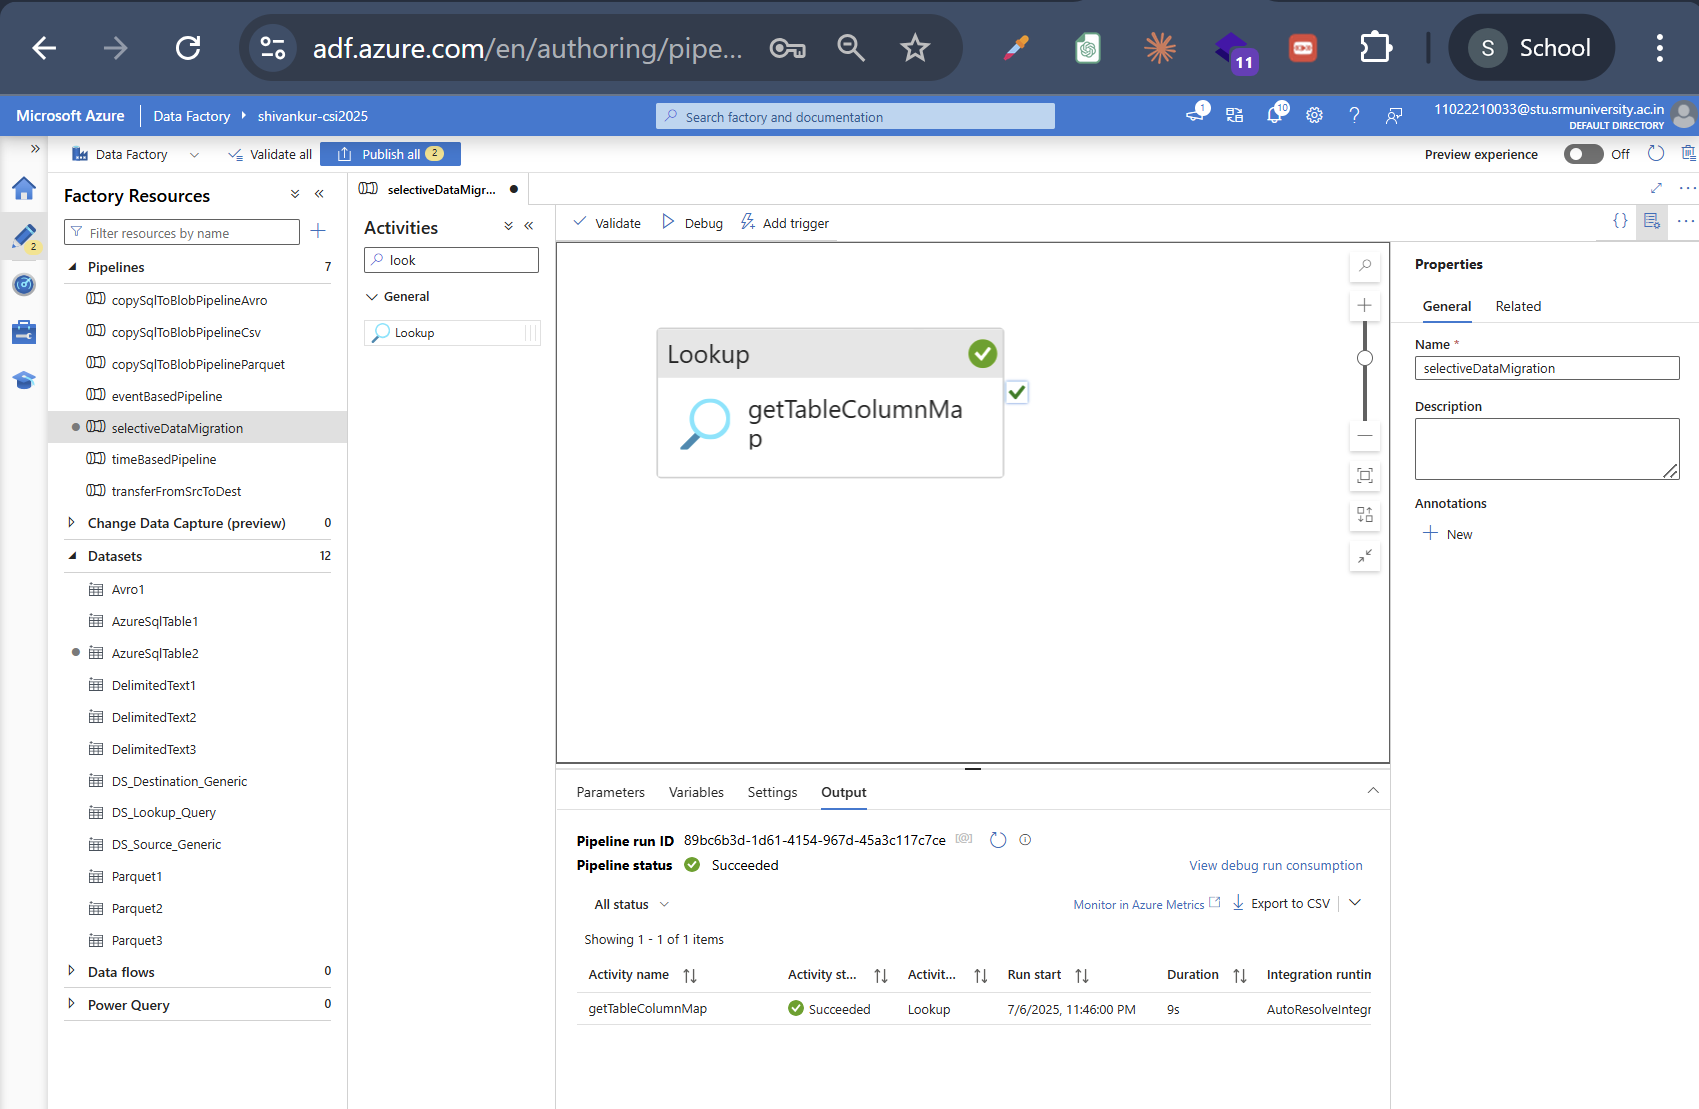 adf.azure.com/en/authoring/pipe...
11
S School
Microsoft Azure Data Factory shivankur-csi2025
Search factory and documentation
1
10
11022210033@stu.srmuniversity.ac.in
DEFAULT DIRECTORY
Data Factory Validate all Publish all 2
Preview experience Off
2
Factory Resources
Filter resources by name
Pipelines 7
copySqlToBlobPipelineAvro
copySqlToBlobPipelineCsv
copySqlToBlobPipelineParquet
eventBasedPipeline
selectiveDataMigration
timeBasedPipeline
transferFromSrcToDest
Change Data Capture (preview) 0
Datasets 12
Avro1
AzureSqlTable1
AzureSqlTable2
DelimitedText1
DelimitedText2
DelimitedText3
DS_Destination_Generic
DS_Lookup_Query
DS_Source_Generic
Parquet1
Parquet2
Parquet3
Data flows 0
Power Query 0
selectiveDataMigr...
Activities
look
General
Lookup
Validate Debug Add trigger
Lookup
getTableColumnMa
p
Properties
General Related
Name *
selectiveDataMigration
Description
Annotations
New
Parameters Variables Settings Output
Pipeline run ID 89bc6b3d-1d61-4154-967d-45a3c117c7ce
Pipeline status Succeeded
View debug run consumption
All status
Monitor in Azure Metrics Export to CSV
Showing 1 - 1 of 1 items
Activity name Activity st... Activit... Run start Duration Integration runtin
getTableColumnMap Succeeded Lookup 7/6/2025, 11:46:00 PM 9s AutoResolveIntegr